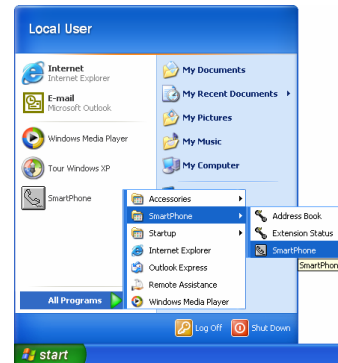 Local User
Internet
Internet Explorer
E-mail
Microsoft Outlook
Windows Media Player
Tour Windows XP
SmartPhone
All Programs
My Documents
My Recent Documents
My Pictures
My Music
My Computer
Accessories
SmartPhone
Startup
Internet Explorer
Outlook Express
Remote Assistance
Windows Media Player
Address Book
Extension Status
SmartPhone
SmartPhon
Log Off
Shut Down
start